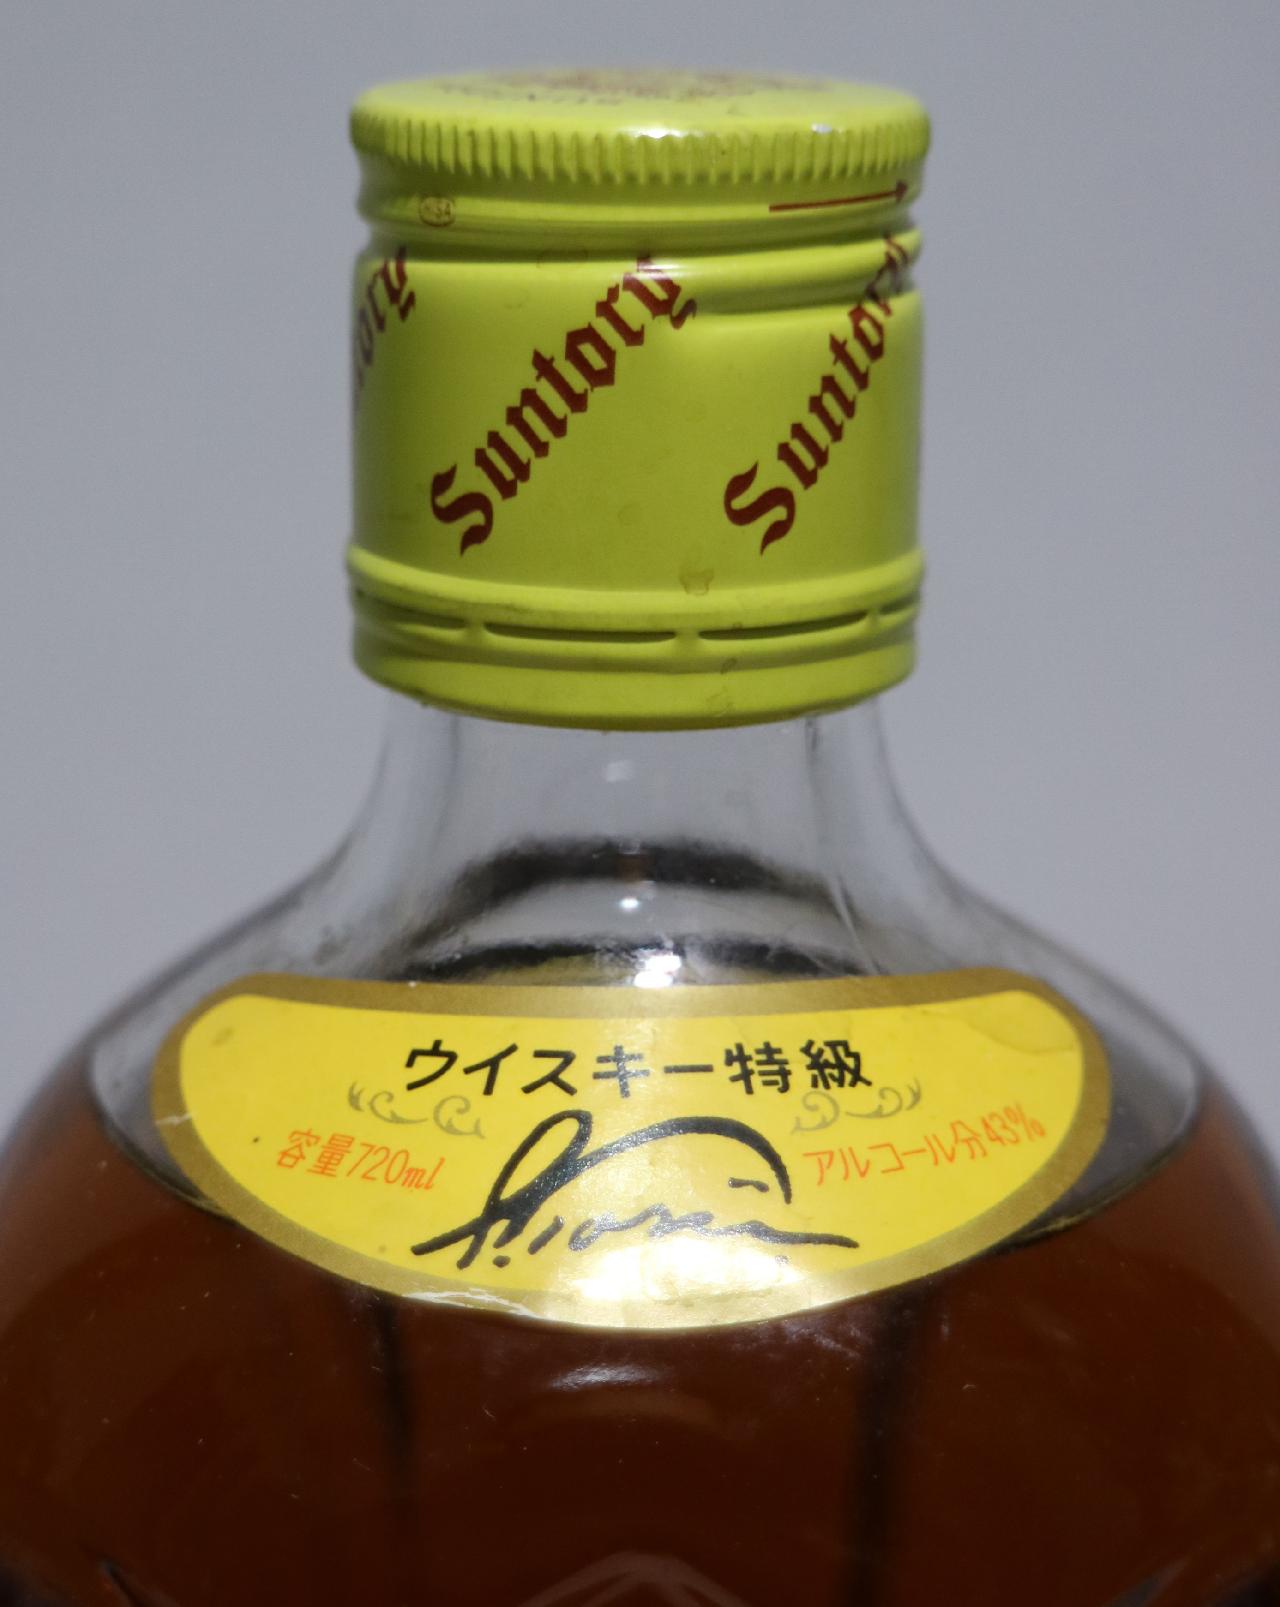 Suntory
Suntory
ウイスキー特級
容量720ml
アルコール分43%